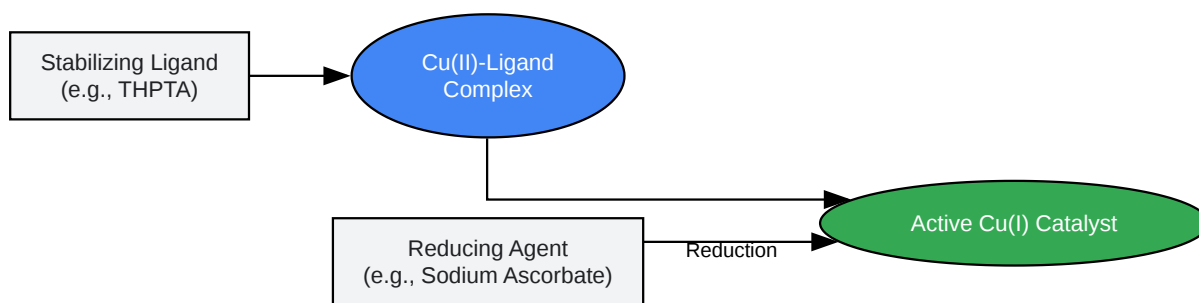 Stabilizing Ligand
(e.g., THPTA)
Cu(II)-Ligand
Complex
Active Cu(I) Catalyst
Reducing Agent
(e.g., Sodium Ascorbate)
Reduction